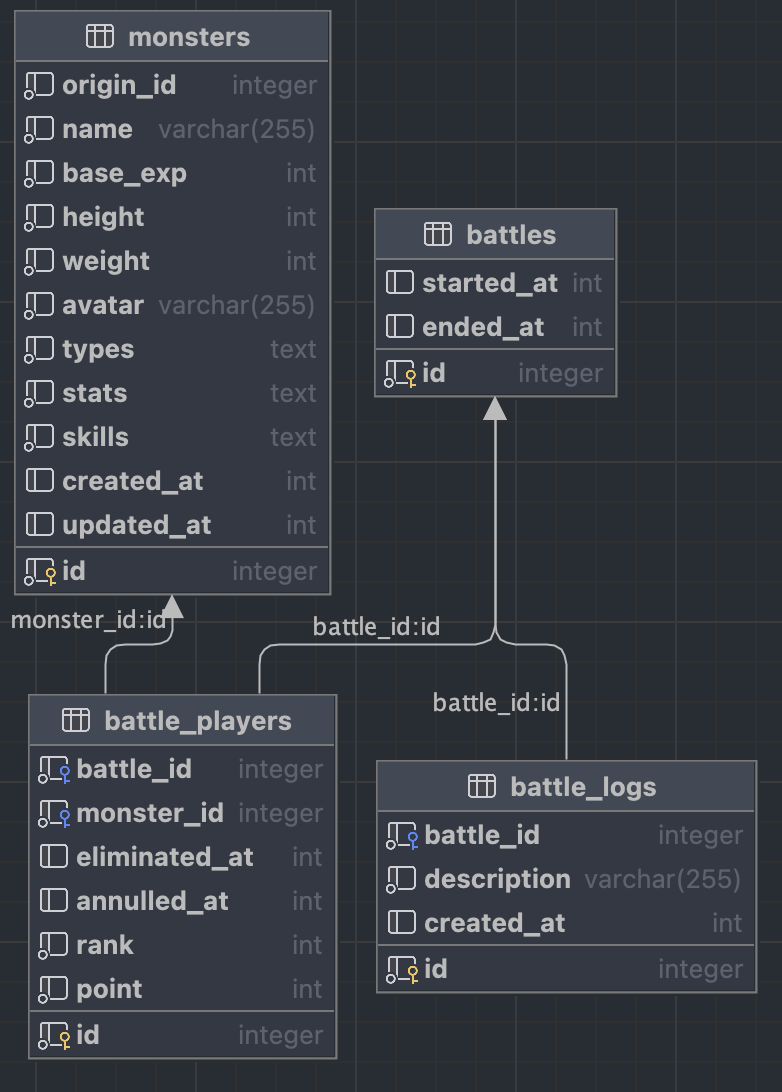 monsters
origin_id integer
name varchar(255)
base_exp int
height int
weight int
avatar varchar(255)
types text
stats text
skills text
created_at int
updated_at int
id integer
battles
started_at int
ended_at int
id integer
monster_id:id
battle_id:id
battle_id:id
battle_players
battle_id integer
monster_id integer
eliminated_at int
annulled_at int
rank int
point int
id integer
battle_logs
battle_id integer
description varchar(255)
created_at int
id integer